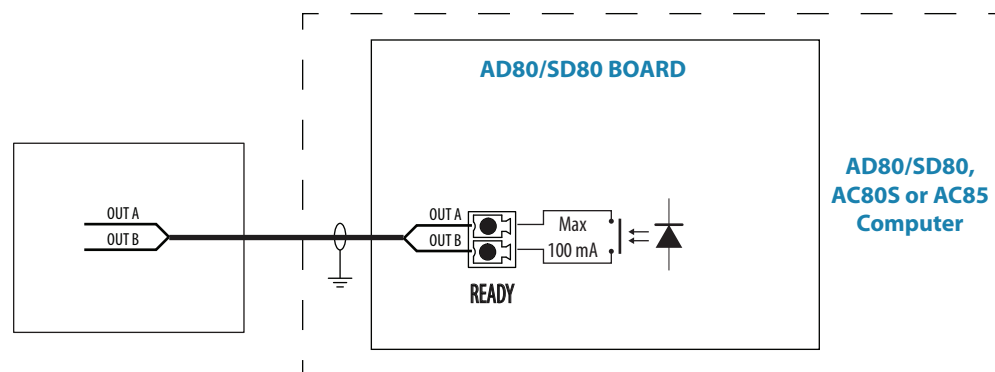 AD80/SD80 BOARD
AD80/SD80,
AC80S or AC85
Computer
OUT A
OUT B
OUT A
OUT B
Max
100 mA
READY